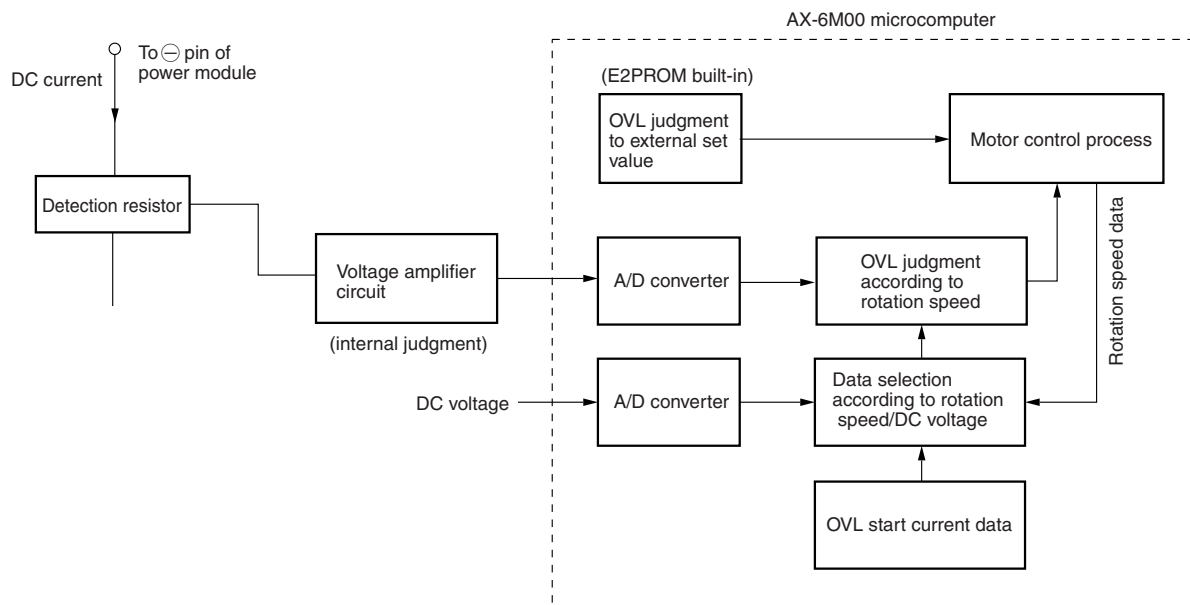 AX-6M00 microcomputer
To ⊖ pin of
power module
DC current
(E2PROM built-in)
OVL judgment
to external set
value
Motor control process
Detection resistor
Rotation speed data
Voltage amplifier
circuit
A/D converter
OVL judgment
according to
rotation speed
(internal judgment)
DC voltage
A/D converter
Data selection
according to rotation
speed/DC voltage
OVL start current data